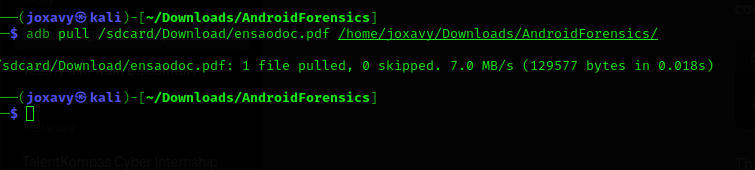 ──(joxavy㉿kali)-[~/Downloads/AndroidForensics]
─$ adb pull /sdcard/Download/ensaodoc.pdf /home/joxavy/Downloads/AndroidForensics/
/sdcard/Download/ensaodoc.pdf: 1 file pulled, 0 skipped. 7.0 MB/s (129577 bytes in 0.018s)
──(joxavy㉿kali)-[~/Downloads/AndroidForensics]
─$
TalentKompas Cyber Internship
Th